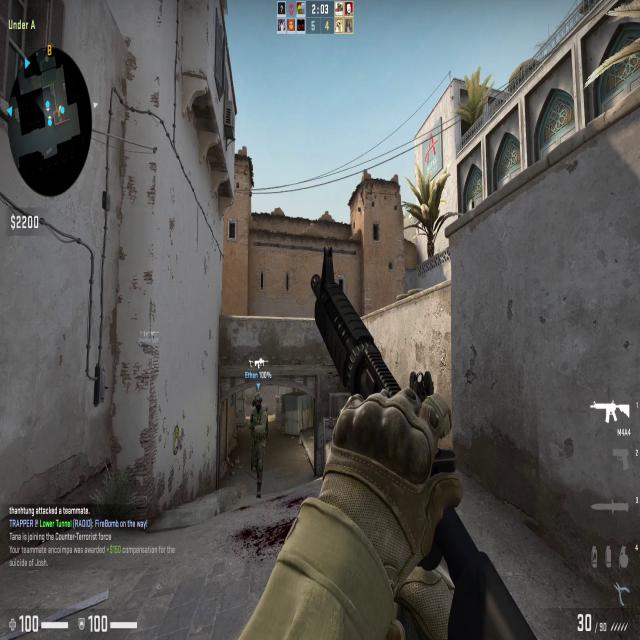 Under A
2:03
5 4
B
$2200
Ethan 100%
M4A4
1
2
3
4
thanhtung attacked a teammate.
TRAPPER !! Lower Tunnel (RADIO): FireBomb on the way!
Tiana is joining the Counter-Terrorist force
Your teammate ancoimps was awarded +$150 compensation for the
suicide of Josh.
100
100
30 / 90